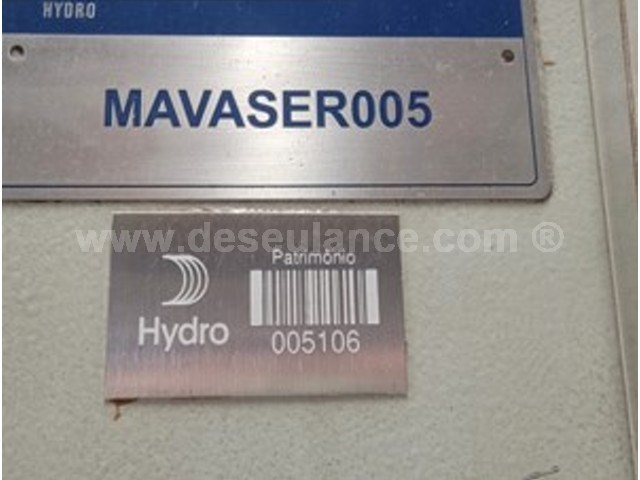 HYDRO
MAVASER005
www.deseulance.com ®
Patrimônio
Hydro
005106